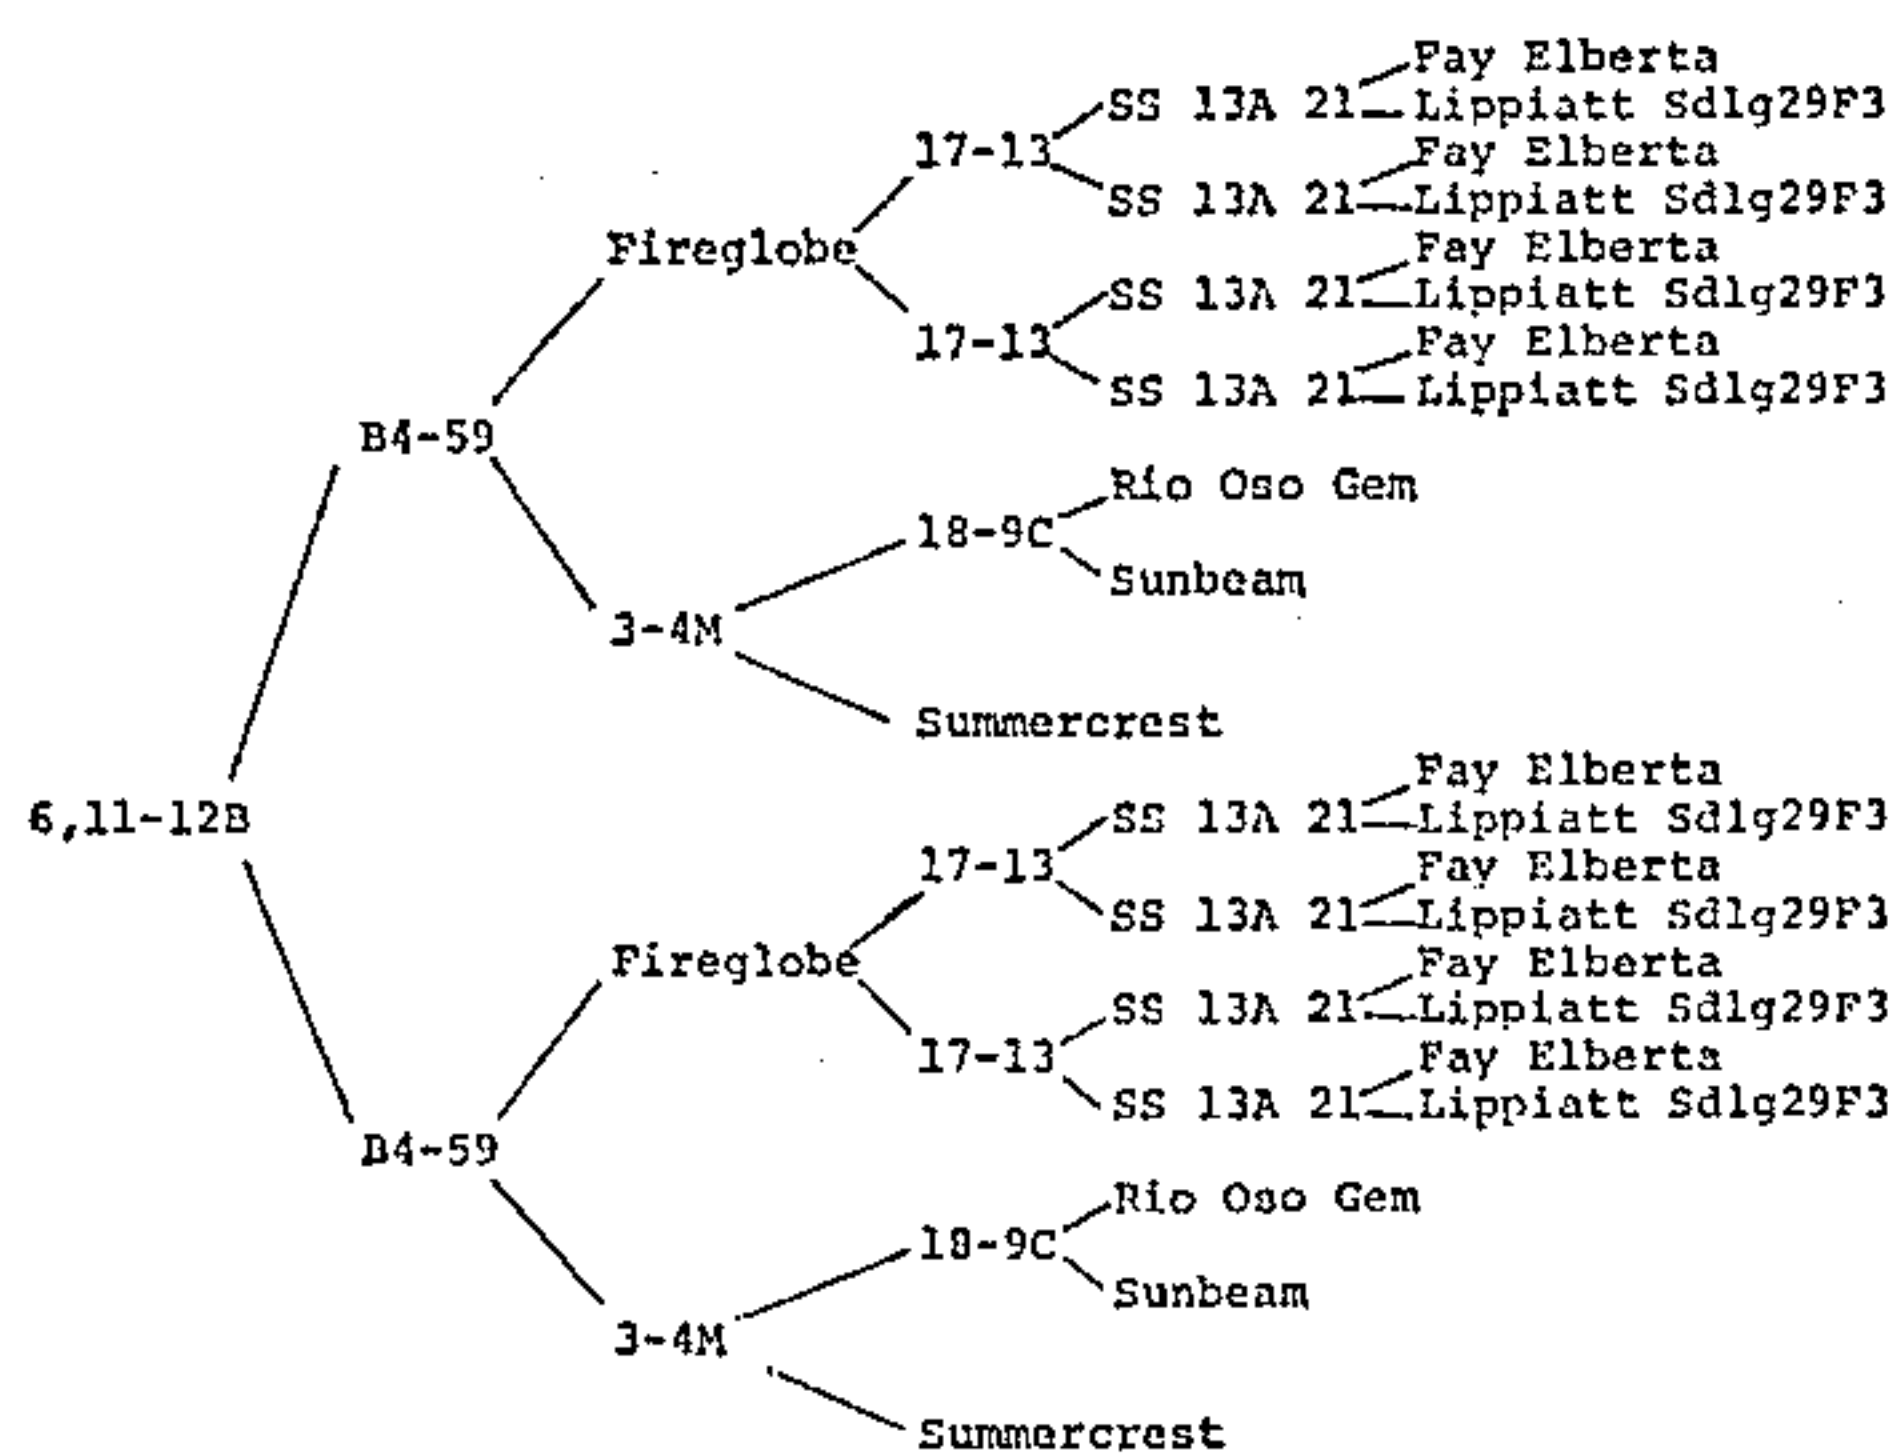 Fay Elberta
SS 13A 21 Lippiatt Sdlg29F3
17-13 Fay Elberta
SS 13A 21 Lippiatt Sdlg29F3
Fireglobe Fay Elberta
SS 13A 21 Lippiatt Sdlg29F3
17-13 Fay Elberta
SS 13A 21 Lippiatt Sdlg29F3
B4-59
Rio Oso Gem
18-9C
Sunbeam
3-4M
Summercrest
Fay Elberta
6,11-12B SS 13A 21 Lippiatt Sdlg29F3
17-13 Fay Elberta
SS 13A 21 Lippiatt Sdlg29F3
Fireglobe Fay Elberta
SS 13A 21 Lippiatt Sdlg29F3
17-13 Fay Elberta
SS 13A 21 Lippiatt Sdlg29F3
B4-59
Rio Oso Gem
18-9C
Sunbeam
3-4M
Summercrest